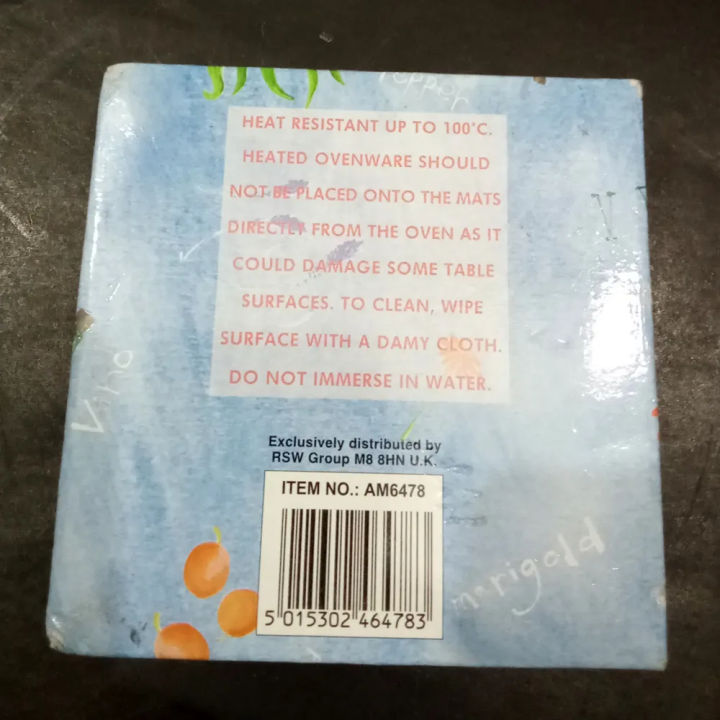 Pepper
HEAT RESISTANT UP TO 100°C.
HEATED OVENWARE SHOULD
NOT BE PLACED ONTO THE MATS
DIRECTLY FROM THE OVEN AS IT
COULD DAMAGE SOME TABLE
SURFACES. TO CLEAN, WIPE
SURFACE WITH A DAMY CLOTH.
DO NOT IMMERSE IN WATER.
Exclusively distributed by
RSW Group M8 8HN U.K.
ITEM NO.: AM6478
5 015302 464783
marigold